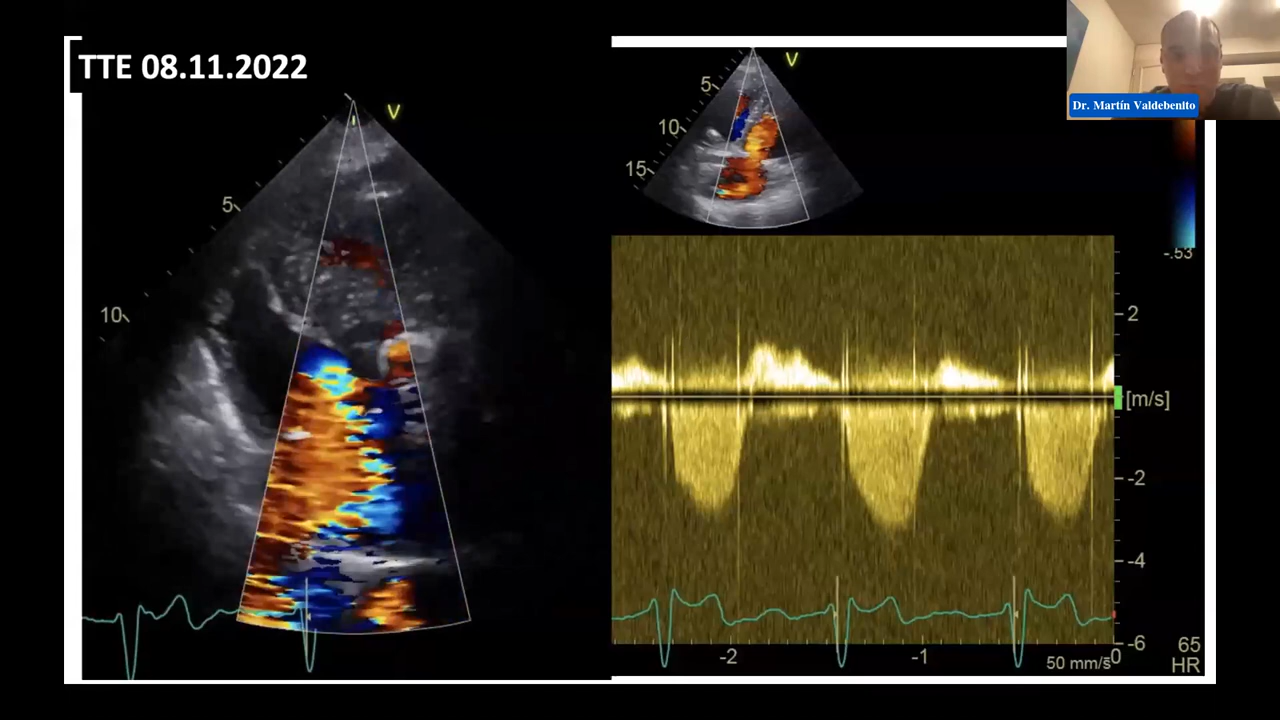 TTE 08.11.2022
V
5
10
V
5
10
15
Dr. Martín Valdebenito
-.53
2
[m/s]
-2
-4
-6
-2
-1
50 mm/s
0
65
HR